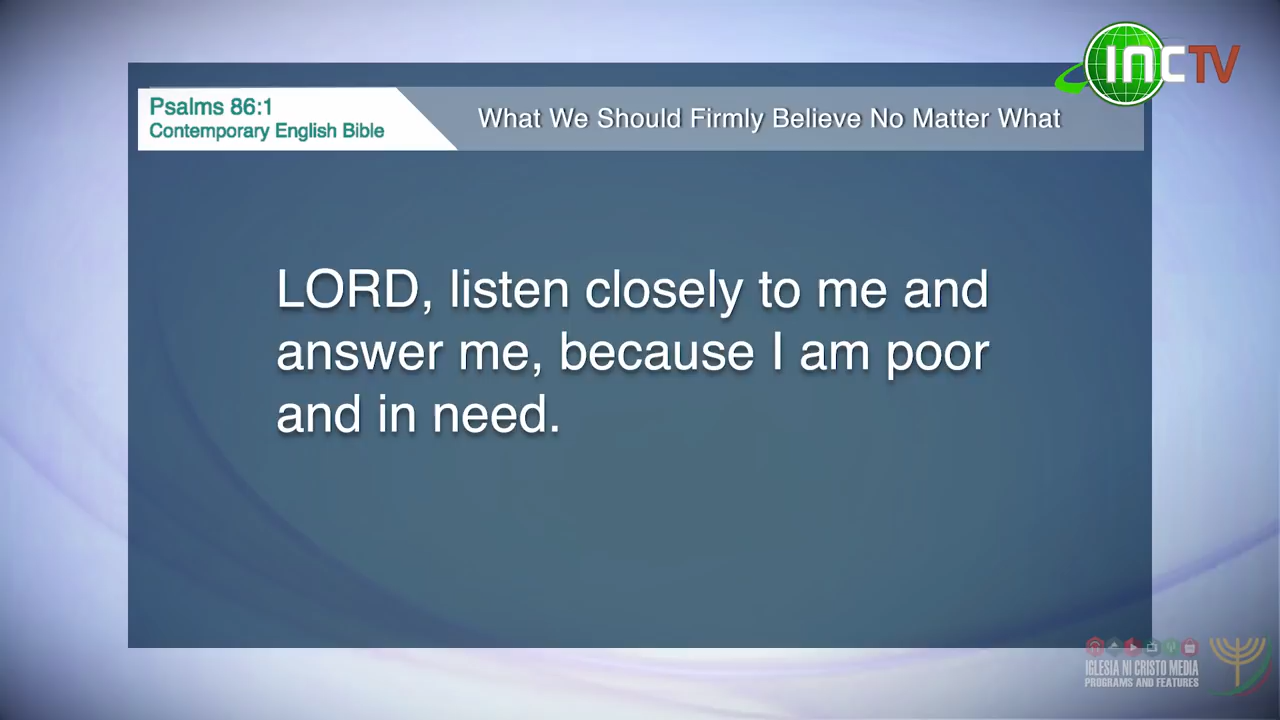 INCTV
Psalms 86:1
Contemporary English Bible
What We Should Firmly Believe No Matter What
LORD, listen closely to me and
answer me, because I am poor
and in need.
IGLESIA NI CRISTO MEDIA
PROGRAMS AND FEATURES